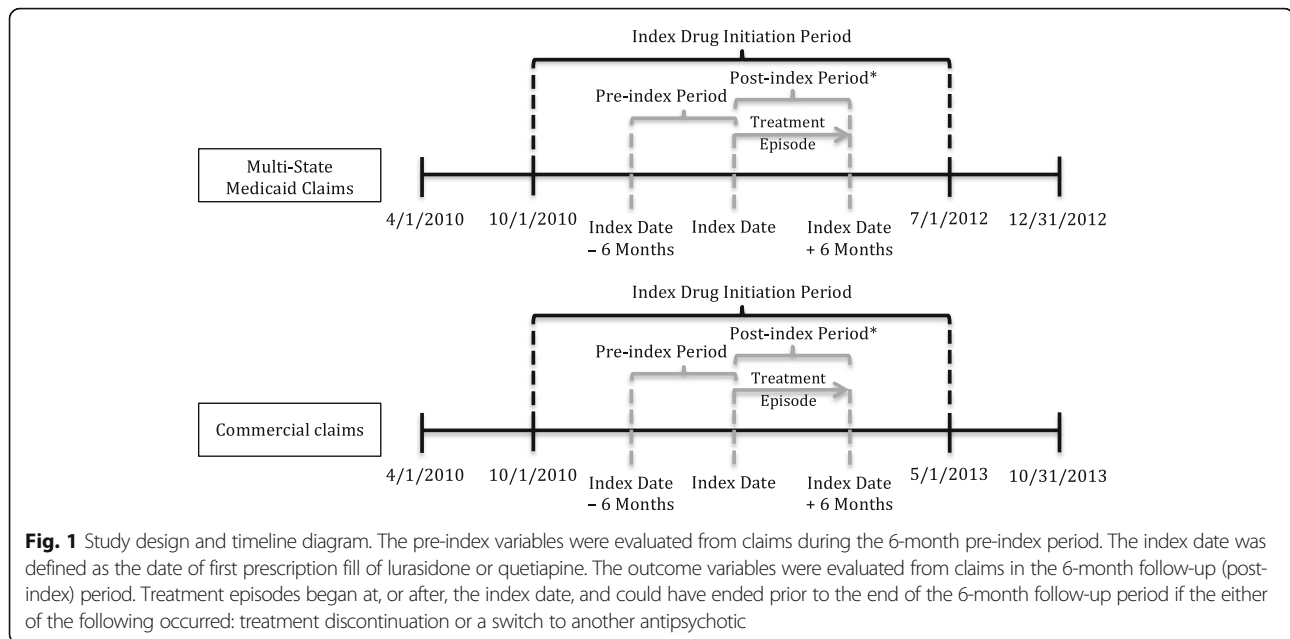 Index Drug Initiation Period
Post-index Period*
Pre-index Period
Treatment
Episode
Multi-State
Medicaid Claims
4/1/2010 10/1/2010 Index Date Index Date Index Date 7/1/2012 12/31/2012
– 6 Months + 6 Months
Index Drug Initiation Period
Post-index Period*
Pre-index Period
Treatment
Episode
Commercial claims
4/1/2010 10/1/2010 Index Date Index Date Index Date 5/1/2013 10/31/2013
– 6 Months + 6 Months
Fig. 1 Study design and timeline diagram. The pre-index variables were evaluated from claims during the 6-month pre-index period. The index date was
defined as the date of first prescription fill of lurasidone or quetiapine. The outcome variables were evaluated from claims in the 6-month follow-up (post-
index) period. Treatment episodes began at, or after, the index date, and could have ended prior to the end of the 6-month follow-up period if the either
of the following occurred: treatment discontinuation or a switch to another antipsychotic